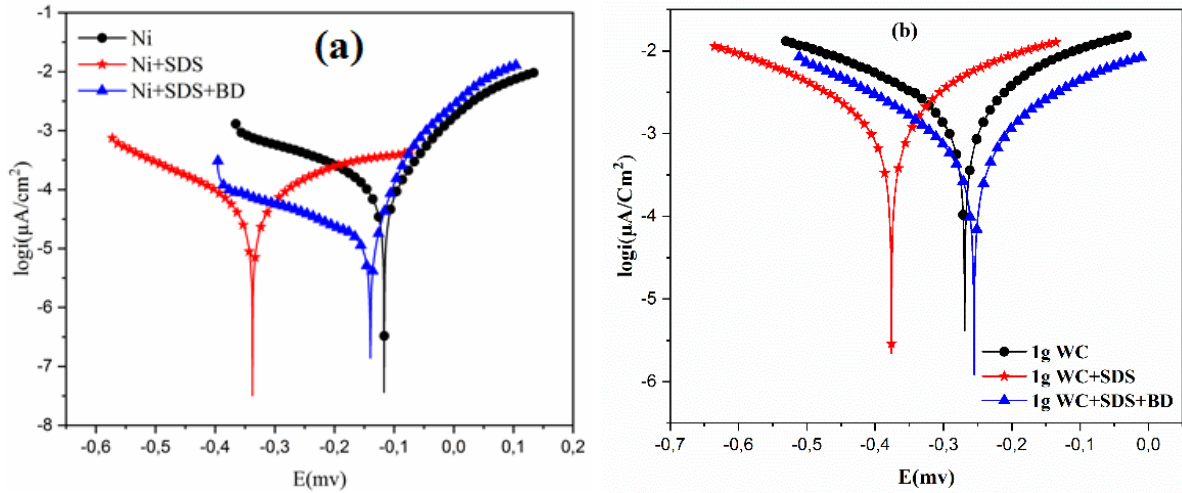 (a)
Ni
Ni+SDS
Ni+SDS+BD
logi(μA/cm²)
-1
-2
-3
-4
-5
-6
-7
-8
-0,6
-0,5
-0,4
-0,3
-0,2
-0,1
0,0
0,1
0,2
E(mv)
(b)
logi(μA/Cm²)
-2
-3
-4
-5
-6
1g WC
1g WC+SDS
1g WC+SDS+BD
-0,7
-0,6
-0,5
-0,4
-0,3
-0,2
-0,1
0,0
E(mv)